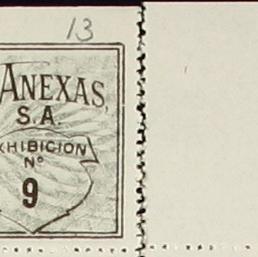 13
ANEXAS,
S.A.
XHIBICION
Nº
9